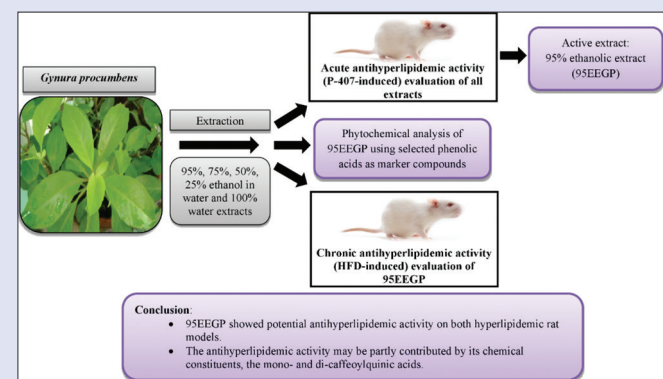 Gynura procumbens
Extraction
95%, 75%, 50%,
25% ethanol in
water and 100%
water extracts
Acute antihyperlipidemic activity
(P-407-induced) evaluation of all
extracts
Active extract:
95% ethanolic extract
(95EEGP)
Phytochemical analysis of
95EEGP using selected phenolic
acids as marker compounds
Chronic antihyperlipidemic activity
(HFD-induced) evaluation of
95EEGP
Conclusion:
• 95EEGP showed potential antihyperlipidemic activity on both hyperlipidemic rat
models.
• The antihyperlipidemic activity may be partly contributed by its chemical
constituents, the mono- and di-caffeoylquinic acids.